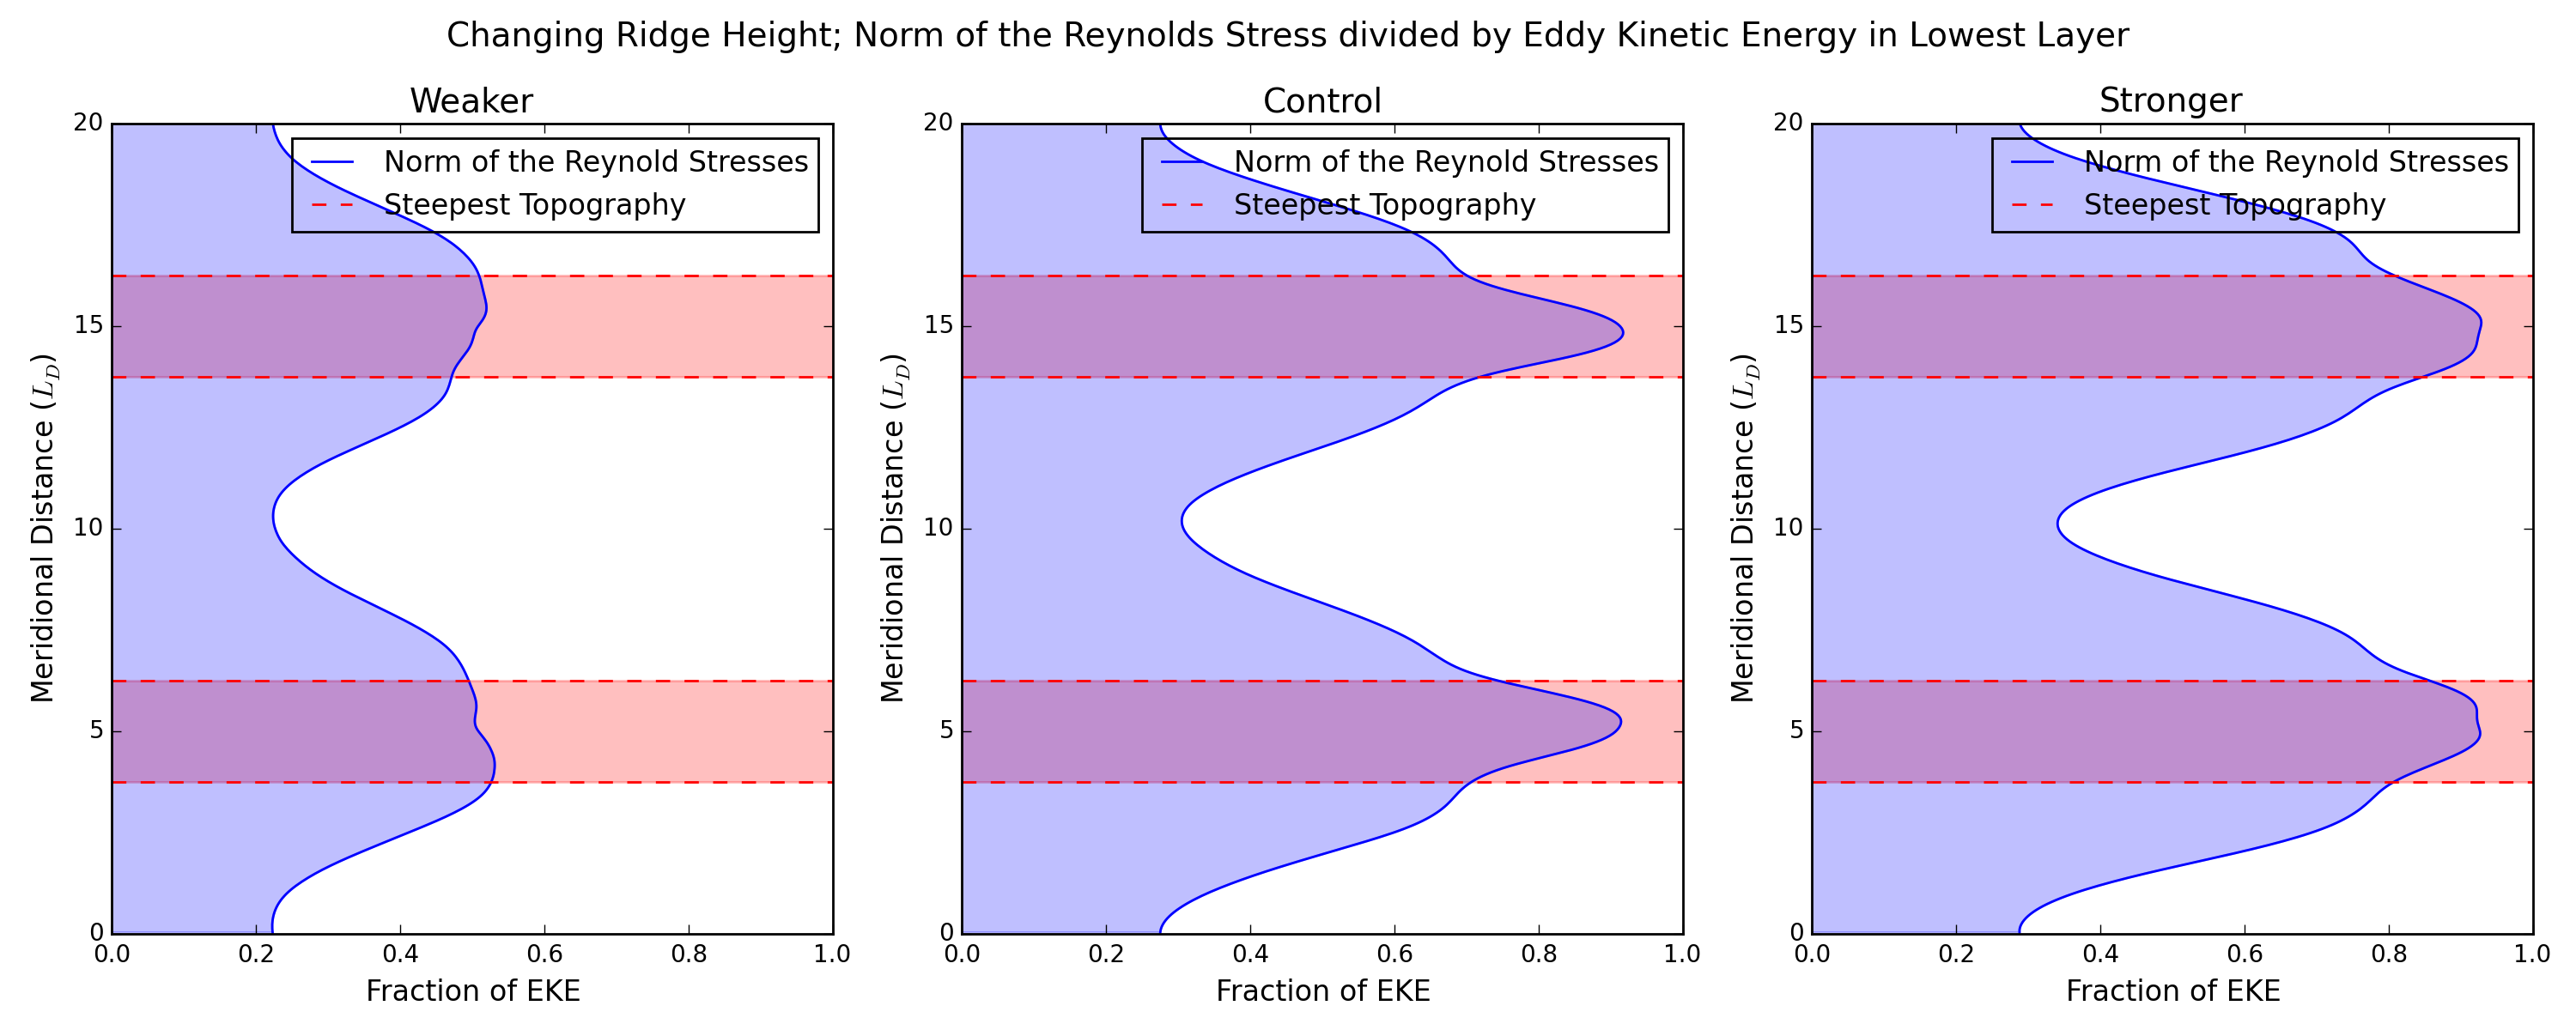 Changing Ridge Height; Norm of the Reynolds Stress divided by Eddy Kinetic Energy in Lowest Layer
Weaker
Norm of the Reynold Stresses
Steepest Topography
20
15
10
5
0
Meridional Distance (L_D)
0.0 0.2 0.4 0.6 0.8 1.0
Fraction of EKE
Control
Norm of the Reynold Stresses
Steepest Topography
20
15
10
5
0
Meridional Distance (L_D)
0.0 0.2 0.4 0.6 0.8 1.0
Fraction of EKE
Stronger
Norm of the Reynold Stresses
Steepest Topography
20
15
10
5
0
Meridional Distance (L_D)
0.0 0.2 0.4 0.6 0.8 1.0
Fraction of EKE